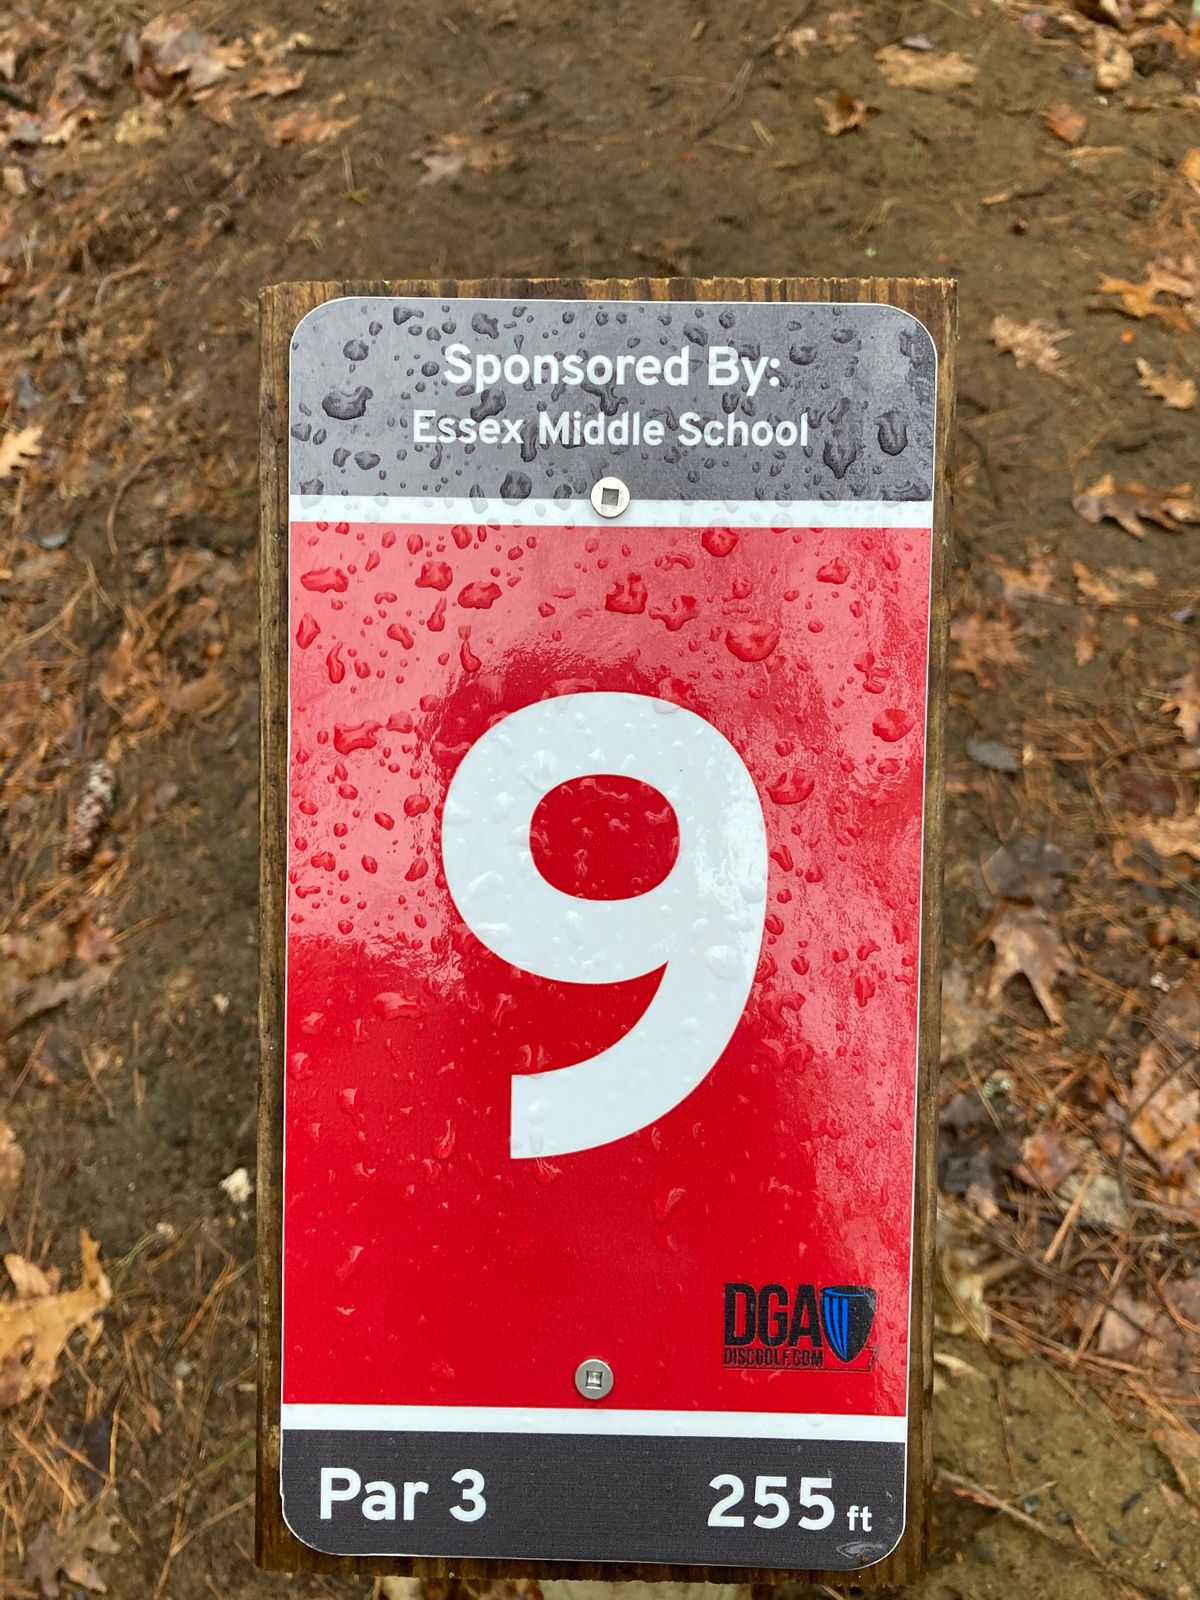 Sponsored By:
Essex Middle School
9
DGA
DISCGOLF.COM
Par 3
255 ft